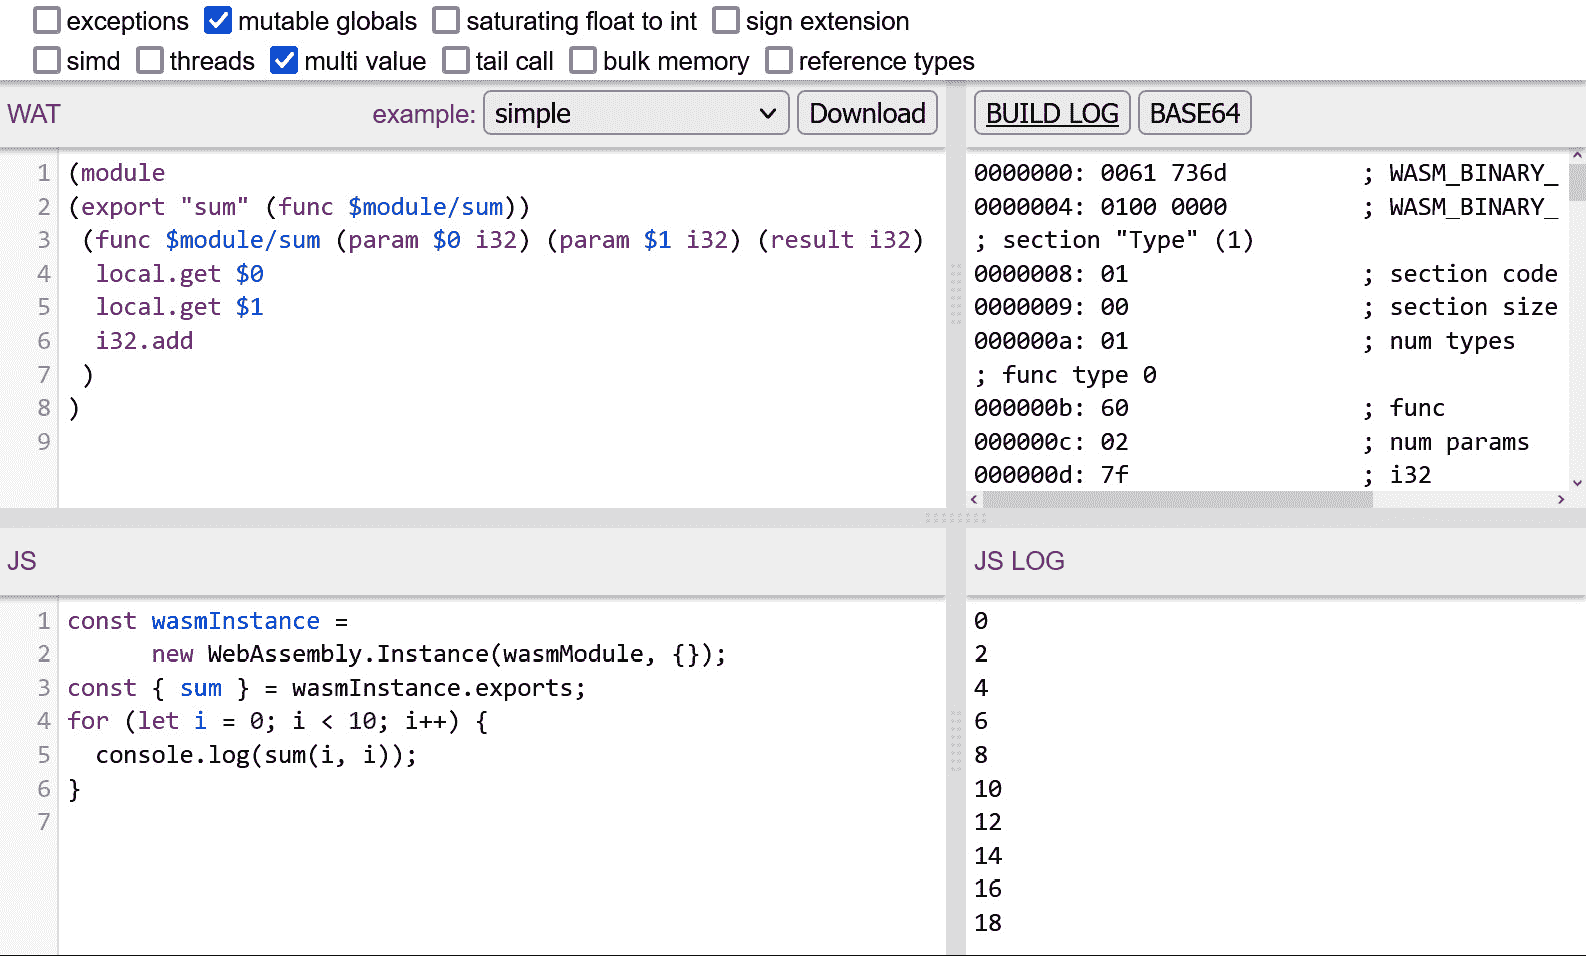 exceptions mutable globals saturating float to int sign extension
simd threads multi value tail call bulk memory reference types
WAT example: simple Download
1 (module
2 (export "sum" (func $module/sum))
3  (func $module/sum (param $0 i32) (param $1 i32) (result i32)
4   local.get $0
5   local.get $1
6   i32.add
7  )
8 )
9
BUILD LOG BASE64
0000000: 0061 736d ; WASM_BINARY_
0000004: 0100 0000 ; WASM_BINARY_
; section "Type" (1)
0000008: 01 ; section code
0000009: 00 ; section size
000000a: 01 ; num types
; func type 0
000000b: 60 ; func
000000c: 02 ; num params
000000d: 7f ; i32
JS
1 const wasmInstance =
2       new WebAssembly.Instance(wasmModule, {});
3 const { sum } = wasmInstance.exports;
4 for (let i = 0; i < 10; i++) {
5   console.log(sum(i, i));
6 }
7
JS LOG
0
2
4
6
8
10
12
14
16
18